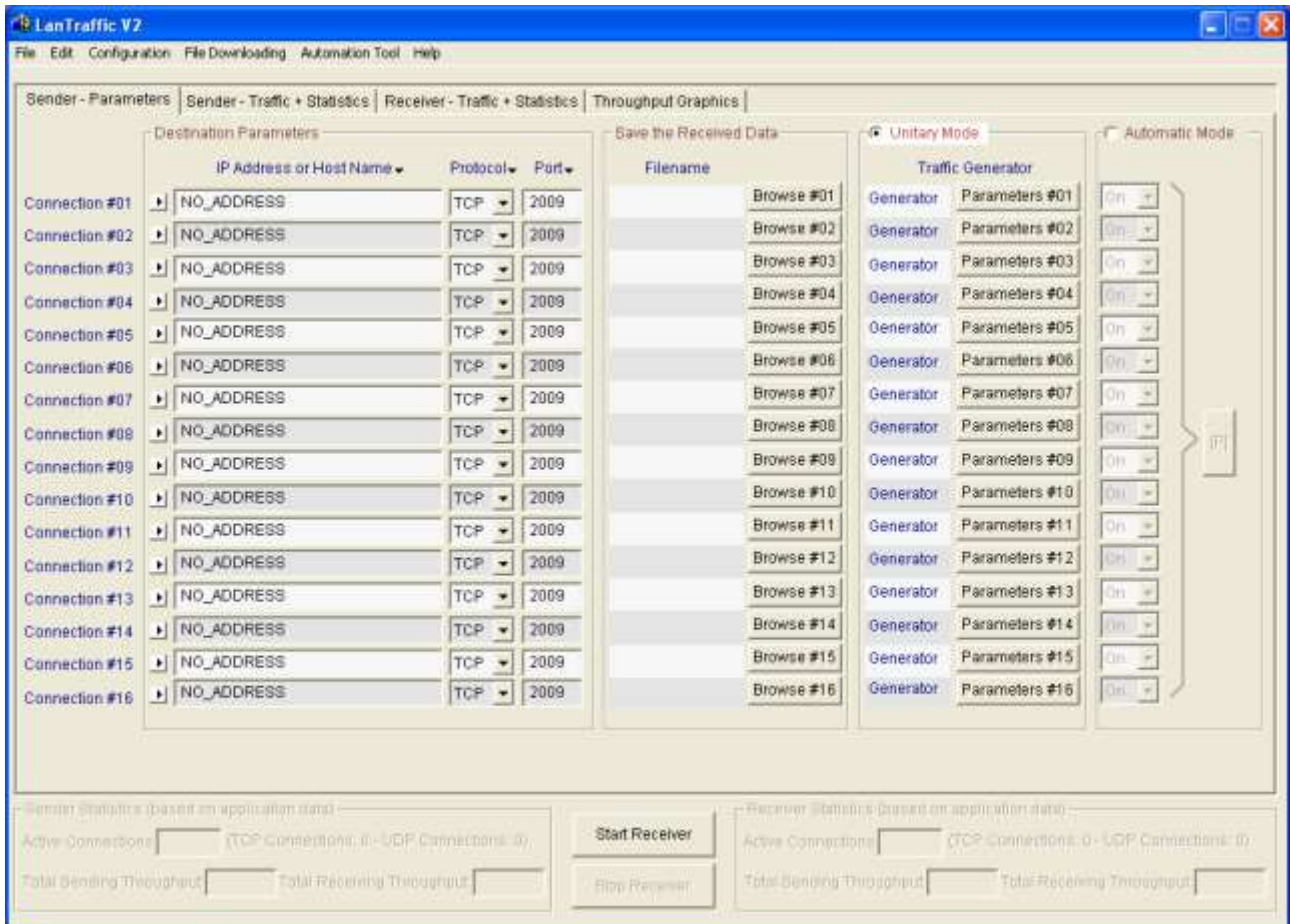 LanTraffic V2
File Edit Configuration File Downloading Automation Tool Help
Sender - Parameters Sender - Traffic + Statistics Receiver - Traffic + Statistics Throughput Graphics
Destination Parameters Save the Received Data Unitary Mode Automatic Mode
IP Address or Host Name Protocol Port Filename Traffic Generator
Connection #01 NO_ADDRESS TCP 2009 Browse #01 Generator Parameters #01 On
Connection #02 NO_ADDRESS TCP 2009 Browse #02 Generator Parameters #02 On
Connection #03 NO_ADDRESS TCP 2009 Browse #03 Generator Parameters #03 On
Connection #04 NO_ADDRESS TCP 2009 Browse #04 Generator Parameters #04 On
Connection #05 NO_ADDRESS TCP 2009 Browse #05 Generator Parameters #05 On
Connection #06 NO_ADDRESS TCP 2009 Browse #06 Generator Parameters #06 On
Connection #07 NO_ADDRESS TCP 2009 Browse #07 Generator Parameters #07 On
Connection #08 NO_ADDRESS TCP 2009 Browse #08 Generator Parameters #08 On
[P]
Connection #09 NO_ADDRESS TCP 2009 Browse #09 Generator Parameters #09 On
Connection #10 NO_ADDRESS TCP 2009 Browse #10 Generator Parameters #10 On
Connection #11 NO_ADDRESS TCP 2009 Browse #11 Generator Parameters #11 On
Connection #12 NO_ADDRESS TCP 2009 Browse #12 Generator Parameters #12 On
Connection #13 NO_ADDRESS TCP 2009 Browse #13 Generator Parameters #13 On
Connection #14 NO_ADDRESS TCP 2009 Browse #14 Generator Parameters #14 On
Connection #15 NO_ADDRESS TCP 2009 Browse #15 Generator Parameters #15 On
Connection #16 NO_ADDRESS TCP 2009 Browse #16 Generator Parameters #16 On
Sender Statistics (based on application data) Receiver Statistics (based on application data)
Active Connections (TCP Connections: 0 - UDP Connections: 0) Start Receiver Active Connections (TCP Connections: 0 - UDP Connections: 0)
Total Sending Throughput Total Receiving Throughput Stop Receiver Total Sending Throughput Total Receiving Throughput